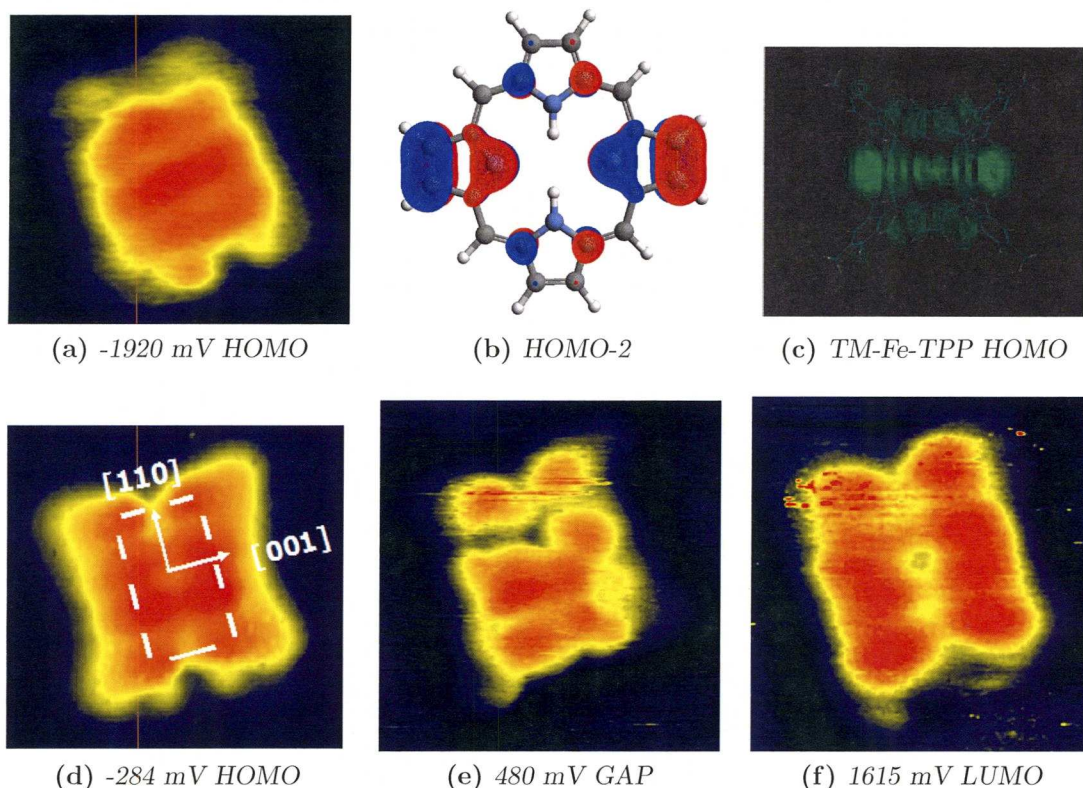 (a) -1920 mV HOMO
(b) HOMO-2
(c) TM-Fe-TPP HOMO
[110]
[001]
(d) -284 mV HOMO
(e) 480 mV GAP
(f) 1615 mV LUMO